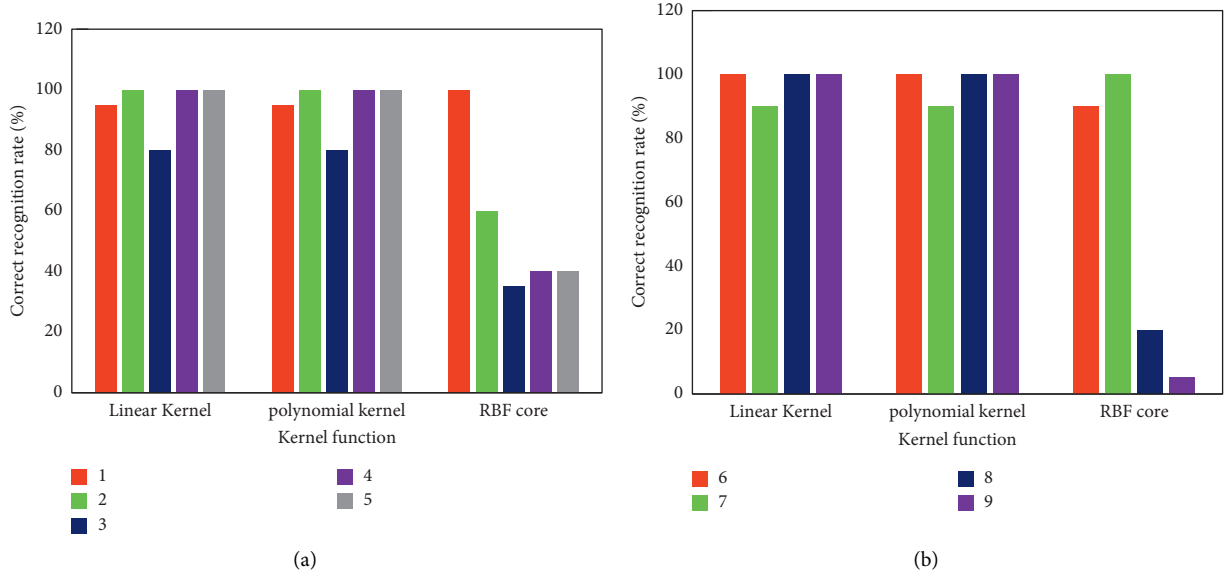 120
100
80
60
40
20
0
Correct recognition rate (%)
Linear Kernel polynomial kernel RBF core
Kernel function
1 4
2 5
3
(a)
120
100
80
60
40
20
0
Correct recognition rate (%)
Linear Kernel polynomial kernel RBF core
Kernel function
6 8
7 9
(b)